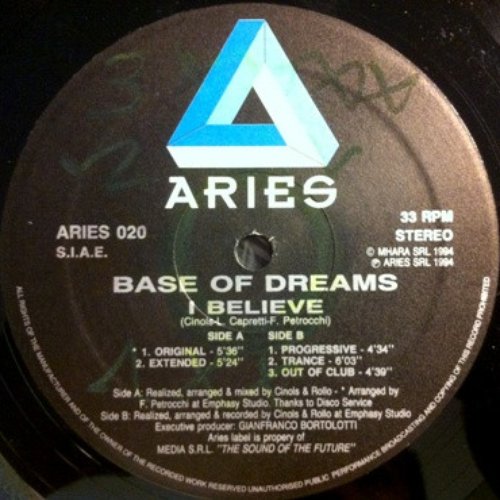 ARIES
ARIES 020
S.I.A.E.
33 RPM
STEREO
© MHARA SRL 1994
℗ ARIES SRL 1994
BASE OF DREAMS
I BELIEVE
(Cinols-L. Capretti-F. Petrocchi)
SIDE A
* 1. ORIGINAL - 5'36"
2. EXTENDED - 5'24"
SIDE B
1. PROGRESSIVE - 4'34"
2. TRANCE - 6'03"
3. OUT OF CLUB - 4'39"
Side A: Realized, arranged & mixed by Cinols & Rollo - * Arranged by
F. Petrocchi at Emphasy Studio. Thanks to Disco Service
Side B: Realized, arranged & recorded by Cinols & Rollo at Emphasy Studio
Executive producer: GIANFRANCO BORTOLOTTI
Aries label is propery of
MEDIA S.R.L. "THE SOUND OF THE FUTURE"
ALL RIGHTS OF THE MANUFACTURER AND OF THE OWNER OF THE RECORDED WORK RESERVED UNAUTHORISED PUBLIC PERFORMANCE BROADCASTING AND COPYING OF THIS RECORD PROHIBITED